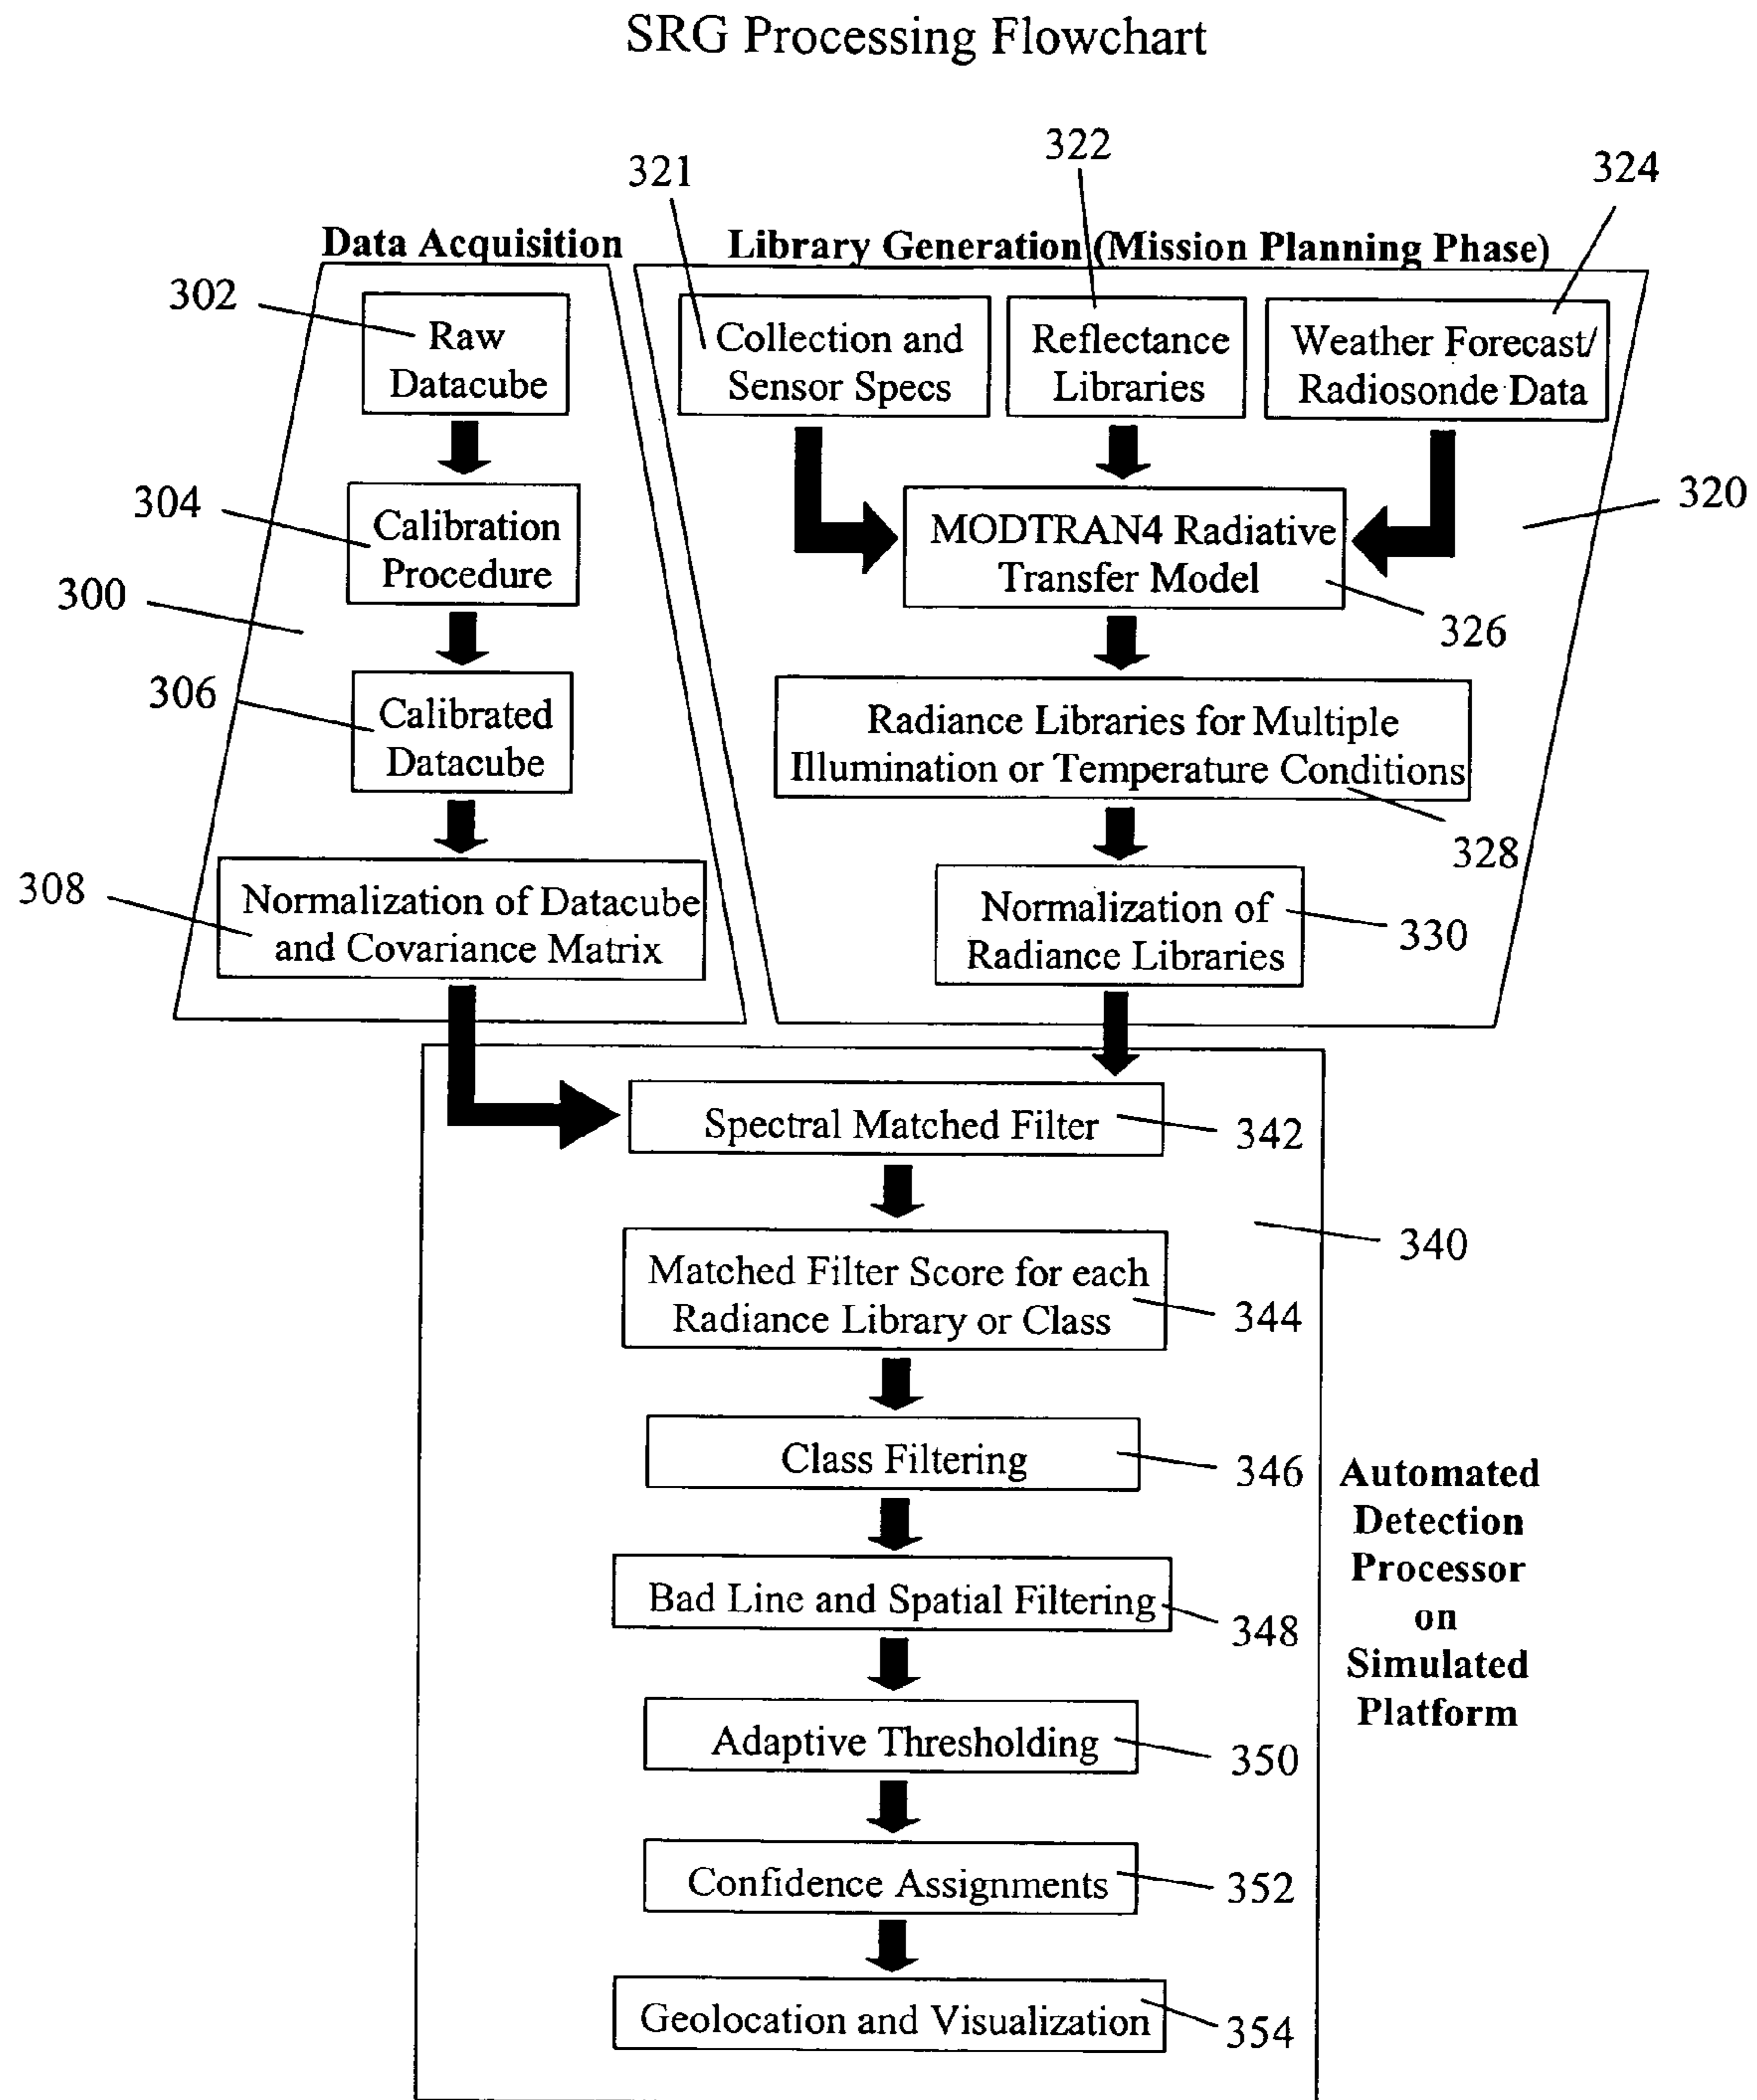 SRG Processing Flowchart
321
322
324
Data Acquisition
Library Generation (Mission Planning Phase)
302
Raw
Datacube
Collection and
Sensor Specs
Reflectance
Libraries
Weather Forecast/
Radiosonde Data
304
Calibration
Procedure
MODTRAN4 Radiative
Transfer Model
320
300
326
306
Calibrated
Datacube
Radiance Libraries for Multiple
Illumination or Temperature Conditions
328
308
Normalization of Datacube
and Covariance Matrix
Normalization of
Radiance Libraries
330
Spectral Matched Filter
342
340
Matched Filter Score for each
Radiance Library or Class
344
Class Filtering
346
Automated
Detection
Processor
on
Simulated
Platform
Bad Line and Spatial Filtering
348
Adaptive Thresholding
350
Confidence Assignments
352
Geolocation and Visualization
354